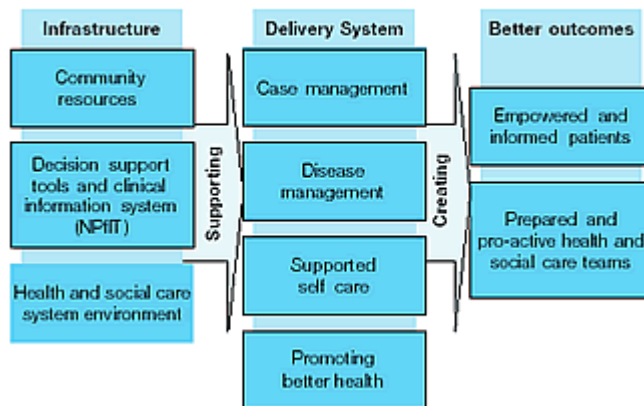 Infrastructure
Community
resources
Decision support
tools and clinical
information system
(NPfIT)
Health and social care
system environment
Supporting
Delivery System
Case management
Disease
management
Supported
self care
Promoting
better health
Creating
Better outcomes
Empowered and
informed patients
Prepared and
pro-active health and
social care teams